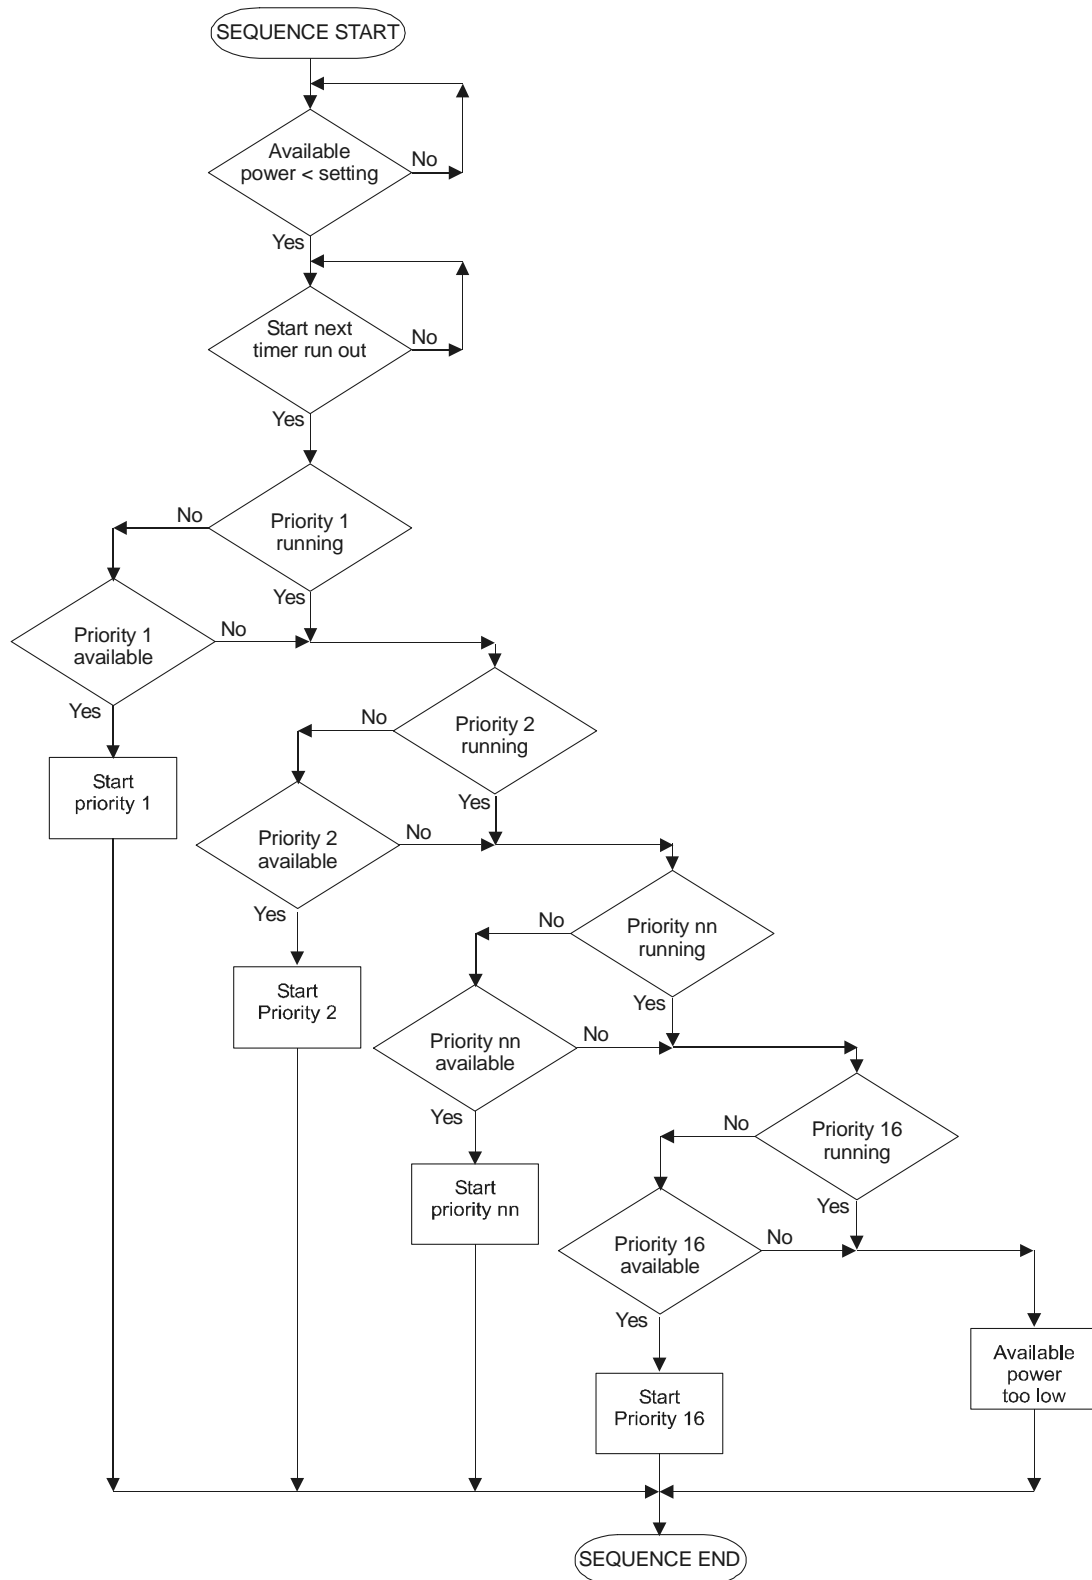 SEQUENCE START
Available
power < setting
No
Yes
Start next
timer run out
No
Yes
Priority 1
running
No
Yes
Priority 1
available
No
Yes
Start
priority 1
Priority 2
running
No
Yes
Priority 2
available
No
Yes
Start
Priority 2
Priority nn
running
No
Yes
Priority nn
available
No
Yes
Start
priority nn
Priority 16
running
No
Yes
Priority 16
available
No
Yes
Start
Priority 16
Available
power
too low
SEQUENCE END